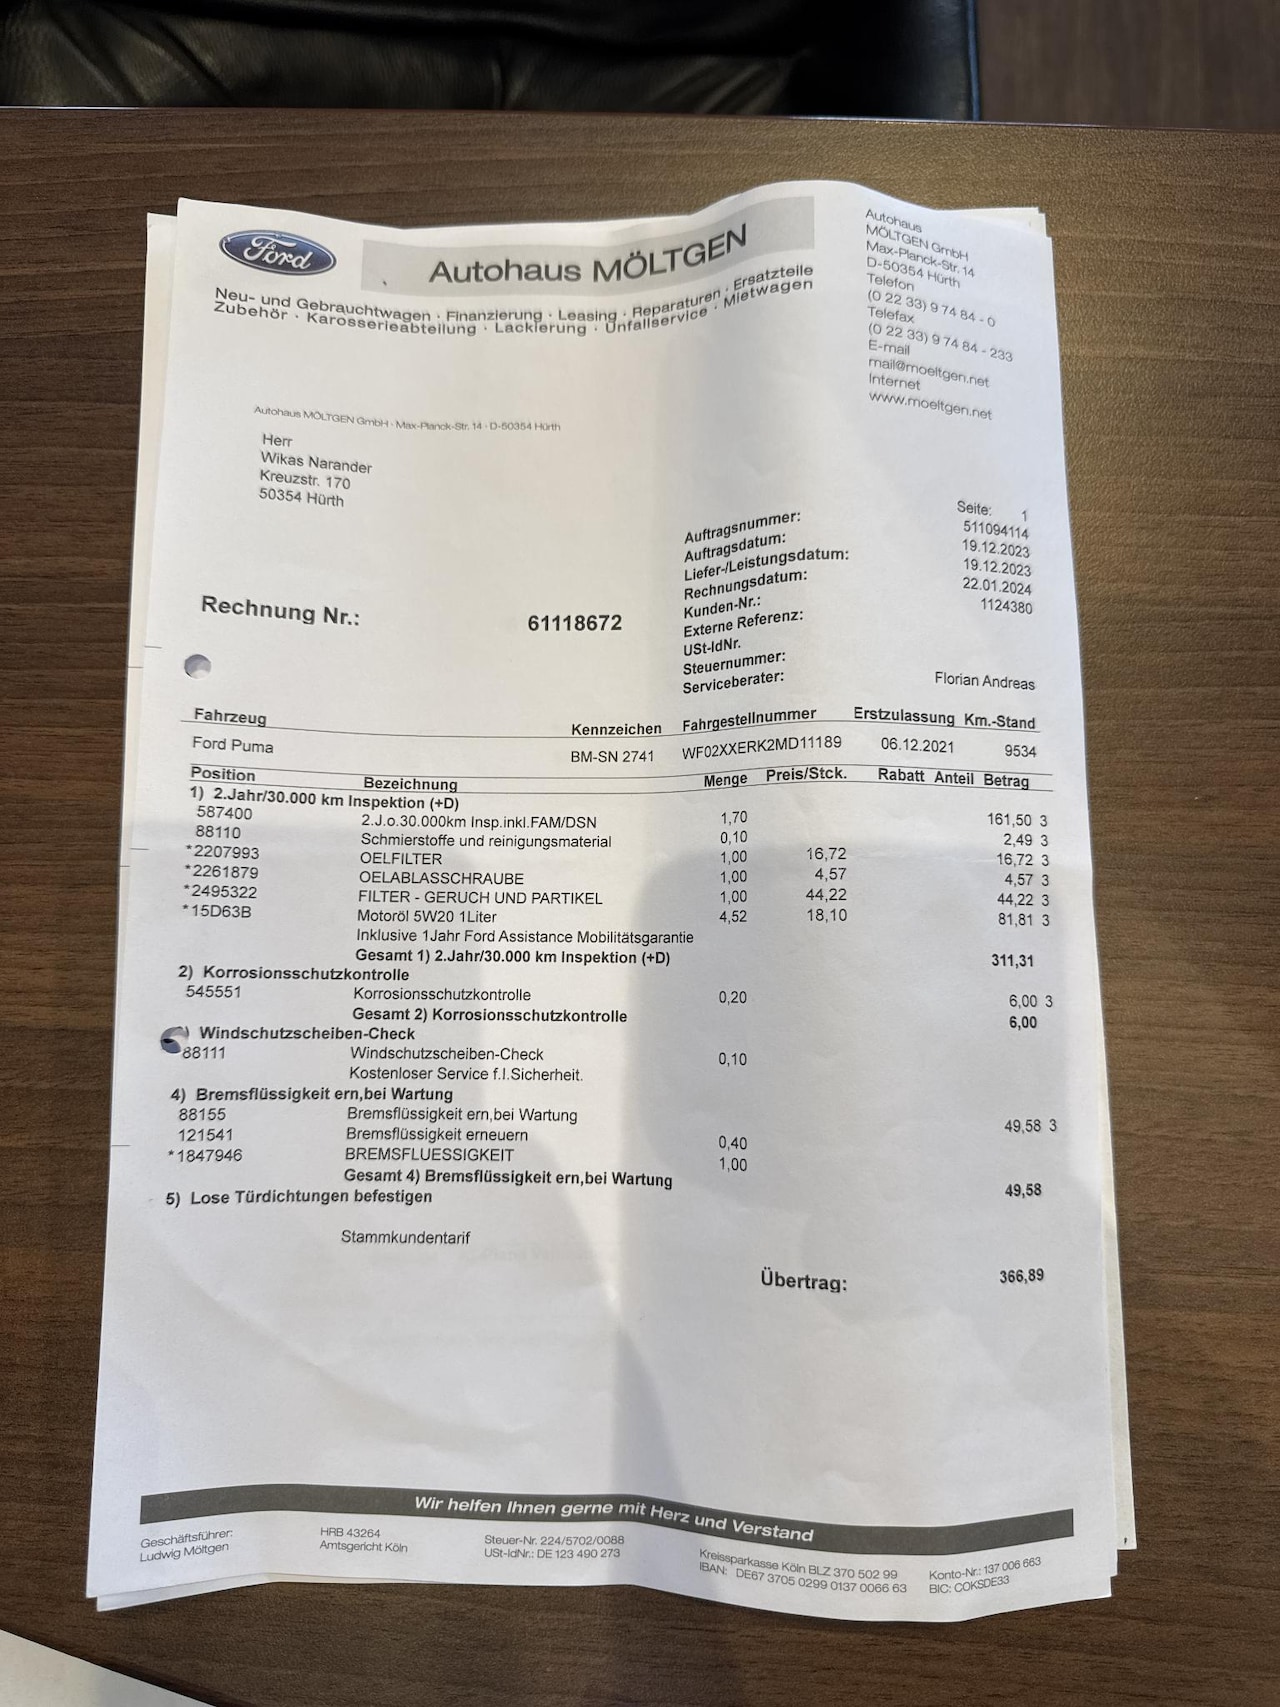 Ford
Autohaus MÖLTGEN
Neu- und Gebrauchtwagen · Finanzierung · Leasing · Reparaturen · Ersatzteile
Zubehör · Karosserieabteilung · Lackierung · Unfallservice · Mietwagen
Autohaus
MÖLTGEN GmbH
Max-Planck-Str. 14
D-50354 Hürth
Telefon
(0 22 33) 9 74 84 - 0
Telefax
(0 22 33) 9 74 84 - 233
E-mail
mail@moeltgen.net
Internet
www.moeltgen.net
Autohaus MÖLTGEN GmbH · Max-Planck-Str. 14 · D-50354 Hürth
Herr
Wikas Narander
Kreuzstr. 170
50354 Hürth
Seite: 1
Auftragsnummer: 511094114
Auftragsdatum: 19.12.2023
Liefer-/Leistungsdatum: 19.12.2023
Rechnungsdatum: 22.01.2024
Kunden-Nr.: 1124380
Externe Referenz:
USt-IdNr.
Steuernummer:
Serviceberater: Florian Andreas
Rechnung Nr.: 61118672
Fahrzeug Kennzeichen Fahrgestellnummer Erstzulassung Km.-Stand
Ford Puma BM-SN 2741 WF02XXERK2MD11189 06.12.2021 9534
Position Bezeichnung Menge Preis/Stck. Rabatt Anteil Betrag
1) 2.Jahr/30.000 km Inspektion (+D)
587400 2.J.o.30.000km Insp.inkl.FAM/DSN 1,70 161,50 3
88110 Schmierstoffe und reinigungsmaterial 0,10 2,49 3
*2207993 OELFILTER 1,00 16,72 16,72 3
*2261879 OELABLASSCHRAUBE 1,00 4,57 4,57 3
*2495322 FILTER - GERUCH UND PARTIKEL 1,00 44,22 44,22 3
*15D63B Motoröl 5W20 1Liter 4,52 18,10 81,81 3
Inklusive 1Jahr Ford Assistance Mobilitätsgarantie
Gesamt 1) 2.Jahr/30.000 km Inspektion (+D) 311,31
2) Korrosionsschutzkontrolle
545551 Korrosionsschutzkontrolle 0,20 6,00 3
Gesamt 2) Korrosionsschutzkontrolle 6,00
) Windschutzscheiben-Check
88111 Windschutzscheiben-Check 0,10
Kostenloser Service f.I.Sicherheit.
4) Bremsflüssigkeit ern,bei Wartung
88155 Bremsflüssigkeit ern,bei Wartung 49,58 3
121541 Bremsflüssigkeit erneuern 0,40
*1847946 BREMSFLUESSIGKEIT 1,00
Gesamt 4) Bremsflüssigkeit ern,bei Wartung 49,58
5) Lose Türdichtungen befestigen
Stammkundentarif
Übertrag: 366,89
Wir helfen Ihnen gerne mit Herz und Verstand
Geschäftsführer:
Ludwig Möltgen
HRB 43264
Amtsgericht Köln
Steuer-Nr. 224/5702/0088
USt-IdNr.: DE 123 490 273
Kreissparkasse Köln BLZ 370 502 99 Konto-Nr.: 137 006 663
IBAN: DE67 3705 0299 0137 0066 63 BIC: COKSDE33